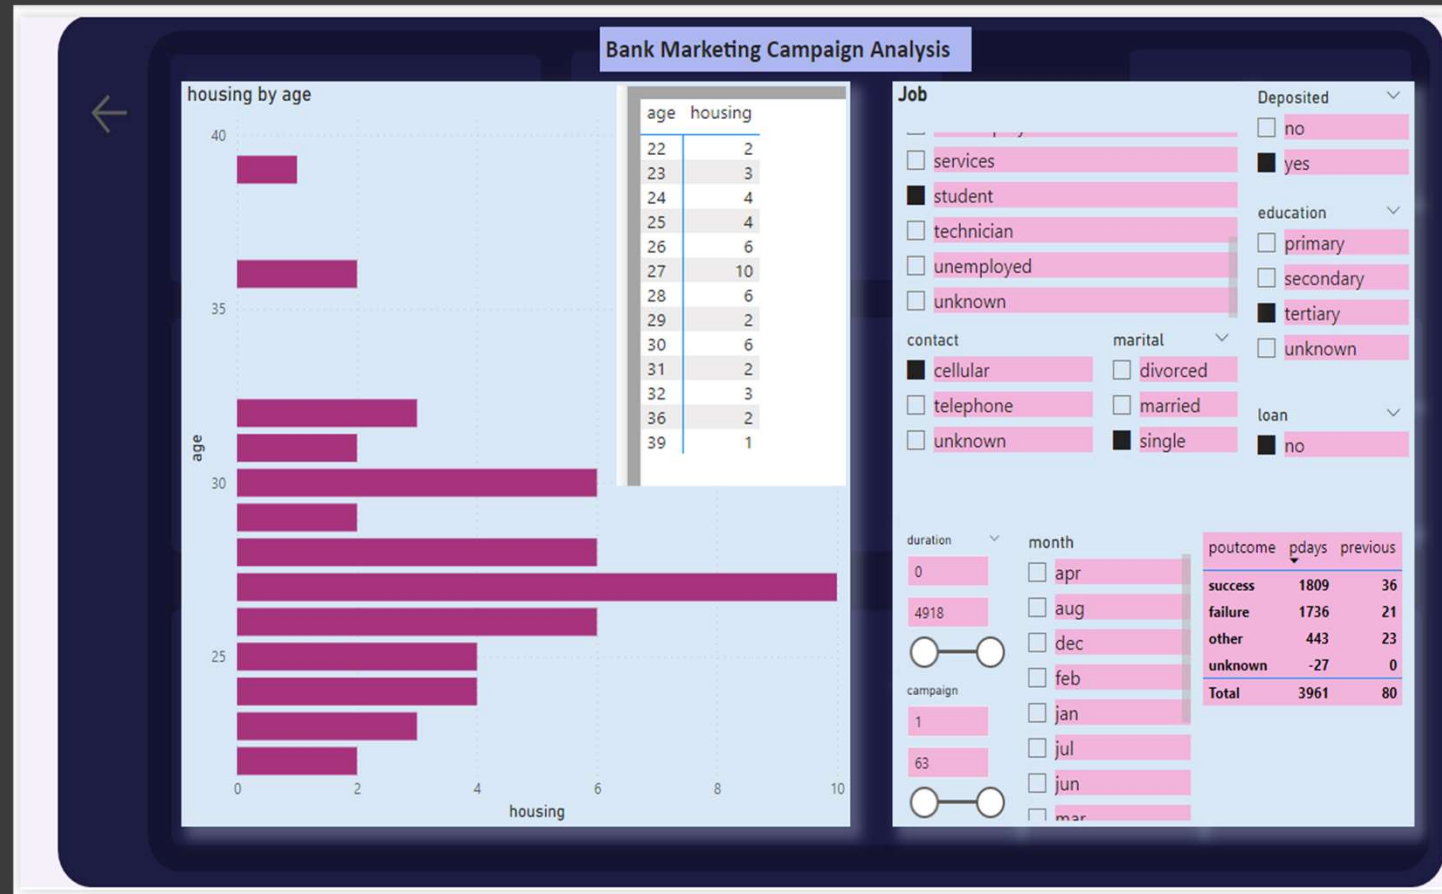 Bank Marketing Campaign Analysis
housing by age
age housing
22 2
23 3
24 4
25 4
26 6
27 10
28 6
29 2
30 6
31 2
32 3
36 2
39 1
40
35
30
25
age
0 2 4 6 8 10
housing
Job
services
student
technician
unemployed
unknown
Deposited
no
yes
education
primary
secondary
tertiary
unknown
contact
cellular
telephone
unknown
marital
divorced
married
single
loan
no
duration
0
4918
campaign
1
63
month
apr
aug
dec
feb
jan
jul
jun
mar
poutcome pdays previous
success 1809 36
failure 1736 21
other 443 23
unknown -27 0
Total 3961 80